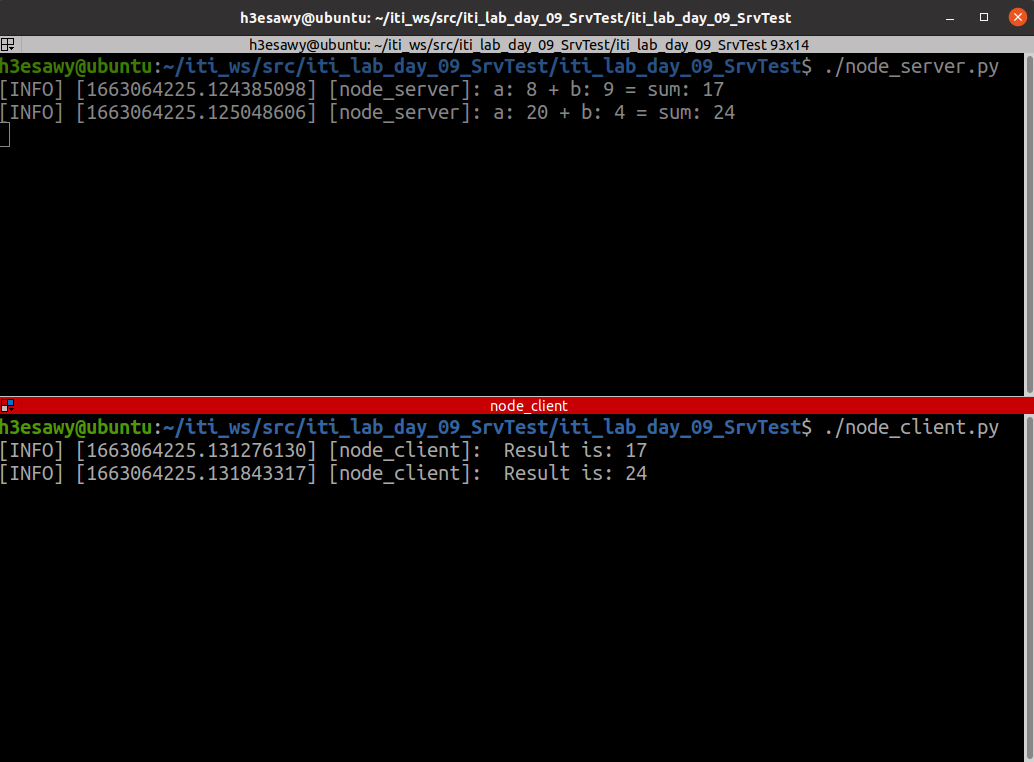 h3esawy@ubuntu: ~/iti_ws/src/iti_lab_day_09_SrvTest/iti_lab_day_09_SrvTest
h3esawy@ubuntu: ~/iti_ws/src/iti_lab_day_09_SrvTest/iti_lab_day_09_SrvTest 93x14
h3esawy@ubuntu:~/iti_ws/src/iti_lab_day_09_SrvTest/iti_lab_day_09_SrvTest$ ./node_server.py
[INFO] [1663064225.124385098] [node_server]: a: 8 + b: 9 = sum: 17
[INFO] [1663064225.125048606] [node_server]: a: 20 + b: 4 = sum: 24
node_client
h3esawy@ubuntu:~/iti_ws/src/iti_lab_day_09_SrvTest/iti_lab_day_09_SrvTest$ ./node_client.py
[INFO] [1663064225.131276130] [node_client]:  Result is: 17
[INFO] [1663064225.131843317] [node_client]:  Result is: 24